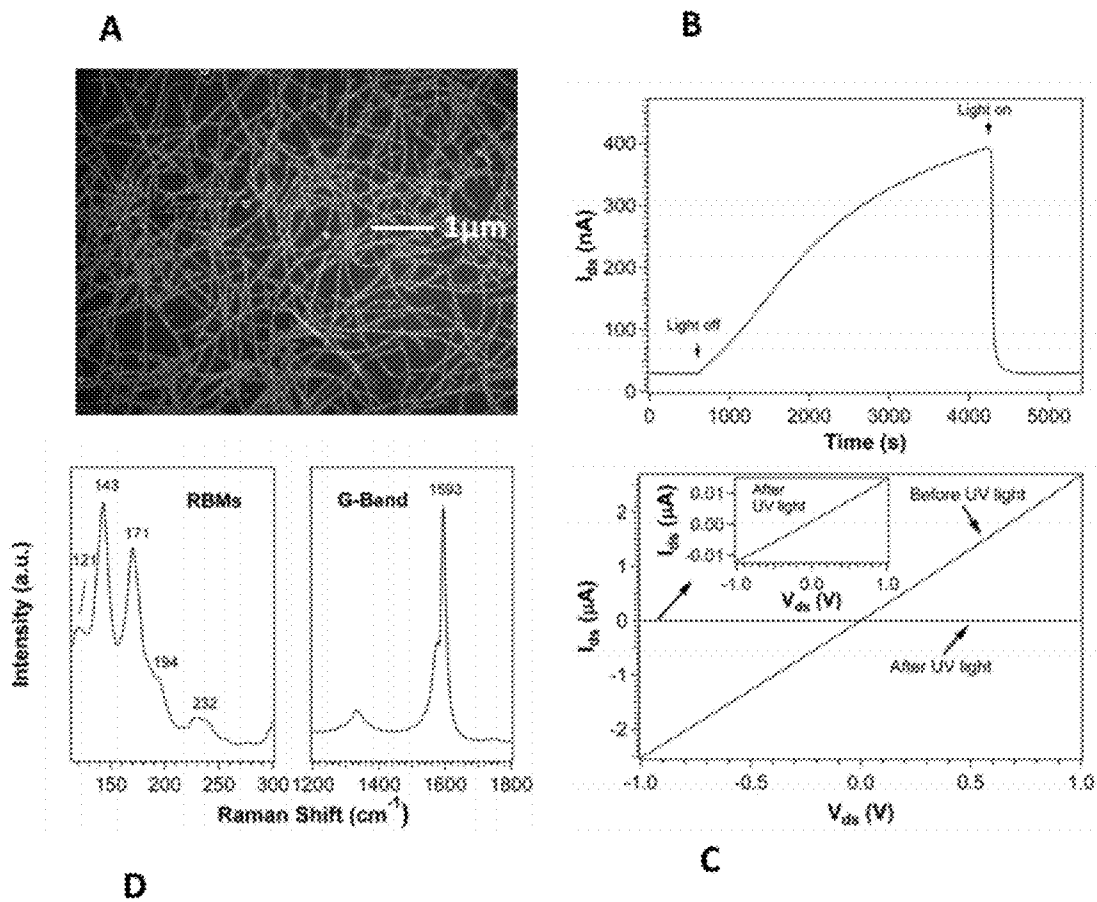 A
1μm
B
Light on
Light off
400
300
200
100
0
I_ds (nA)
0 1000 2000 3000 4000 5000
Time (s)
143
RBMs
121
171
194
232
G-Band
1593
Intensity (a.u.)
150 200 250 300 1200 1400 1600 1800
Raman Shift (cm⁻¹)
D
2
1
0
-1
-2
I_ds (μA)
0.01
0.00
-0.01
I_ds (μA)
After
UV light
-1.0 0.0 1.0
V_ds (V)
Before UV light
After UV light
-1.0 -0.5 0.0 0.5 1.0
V_ds (V)
C